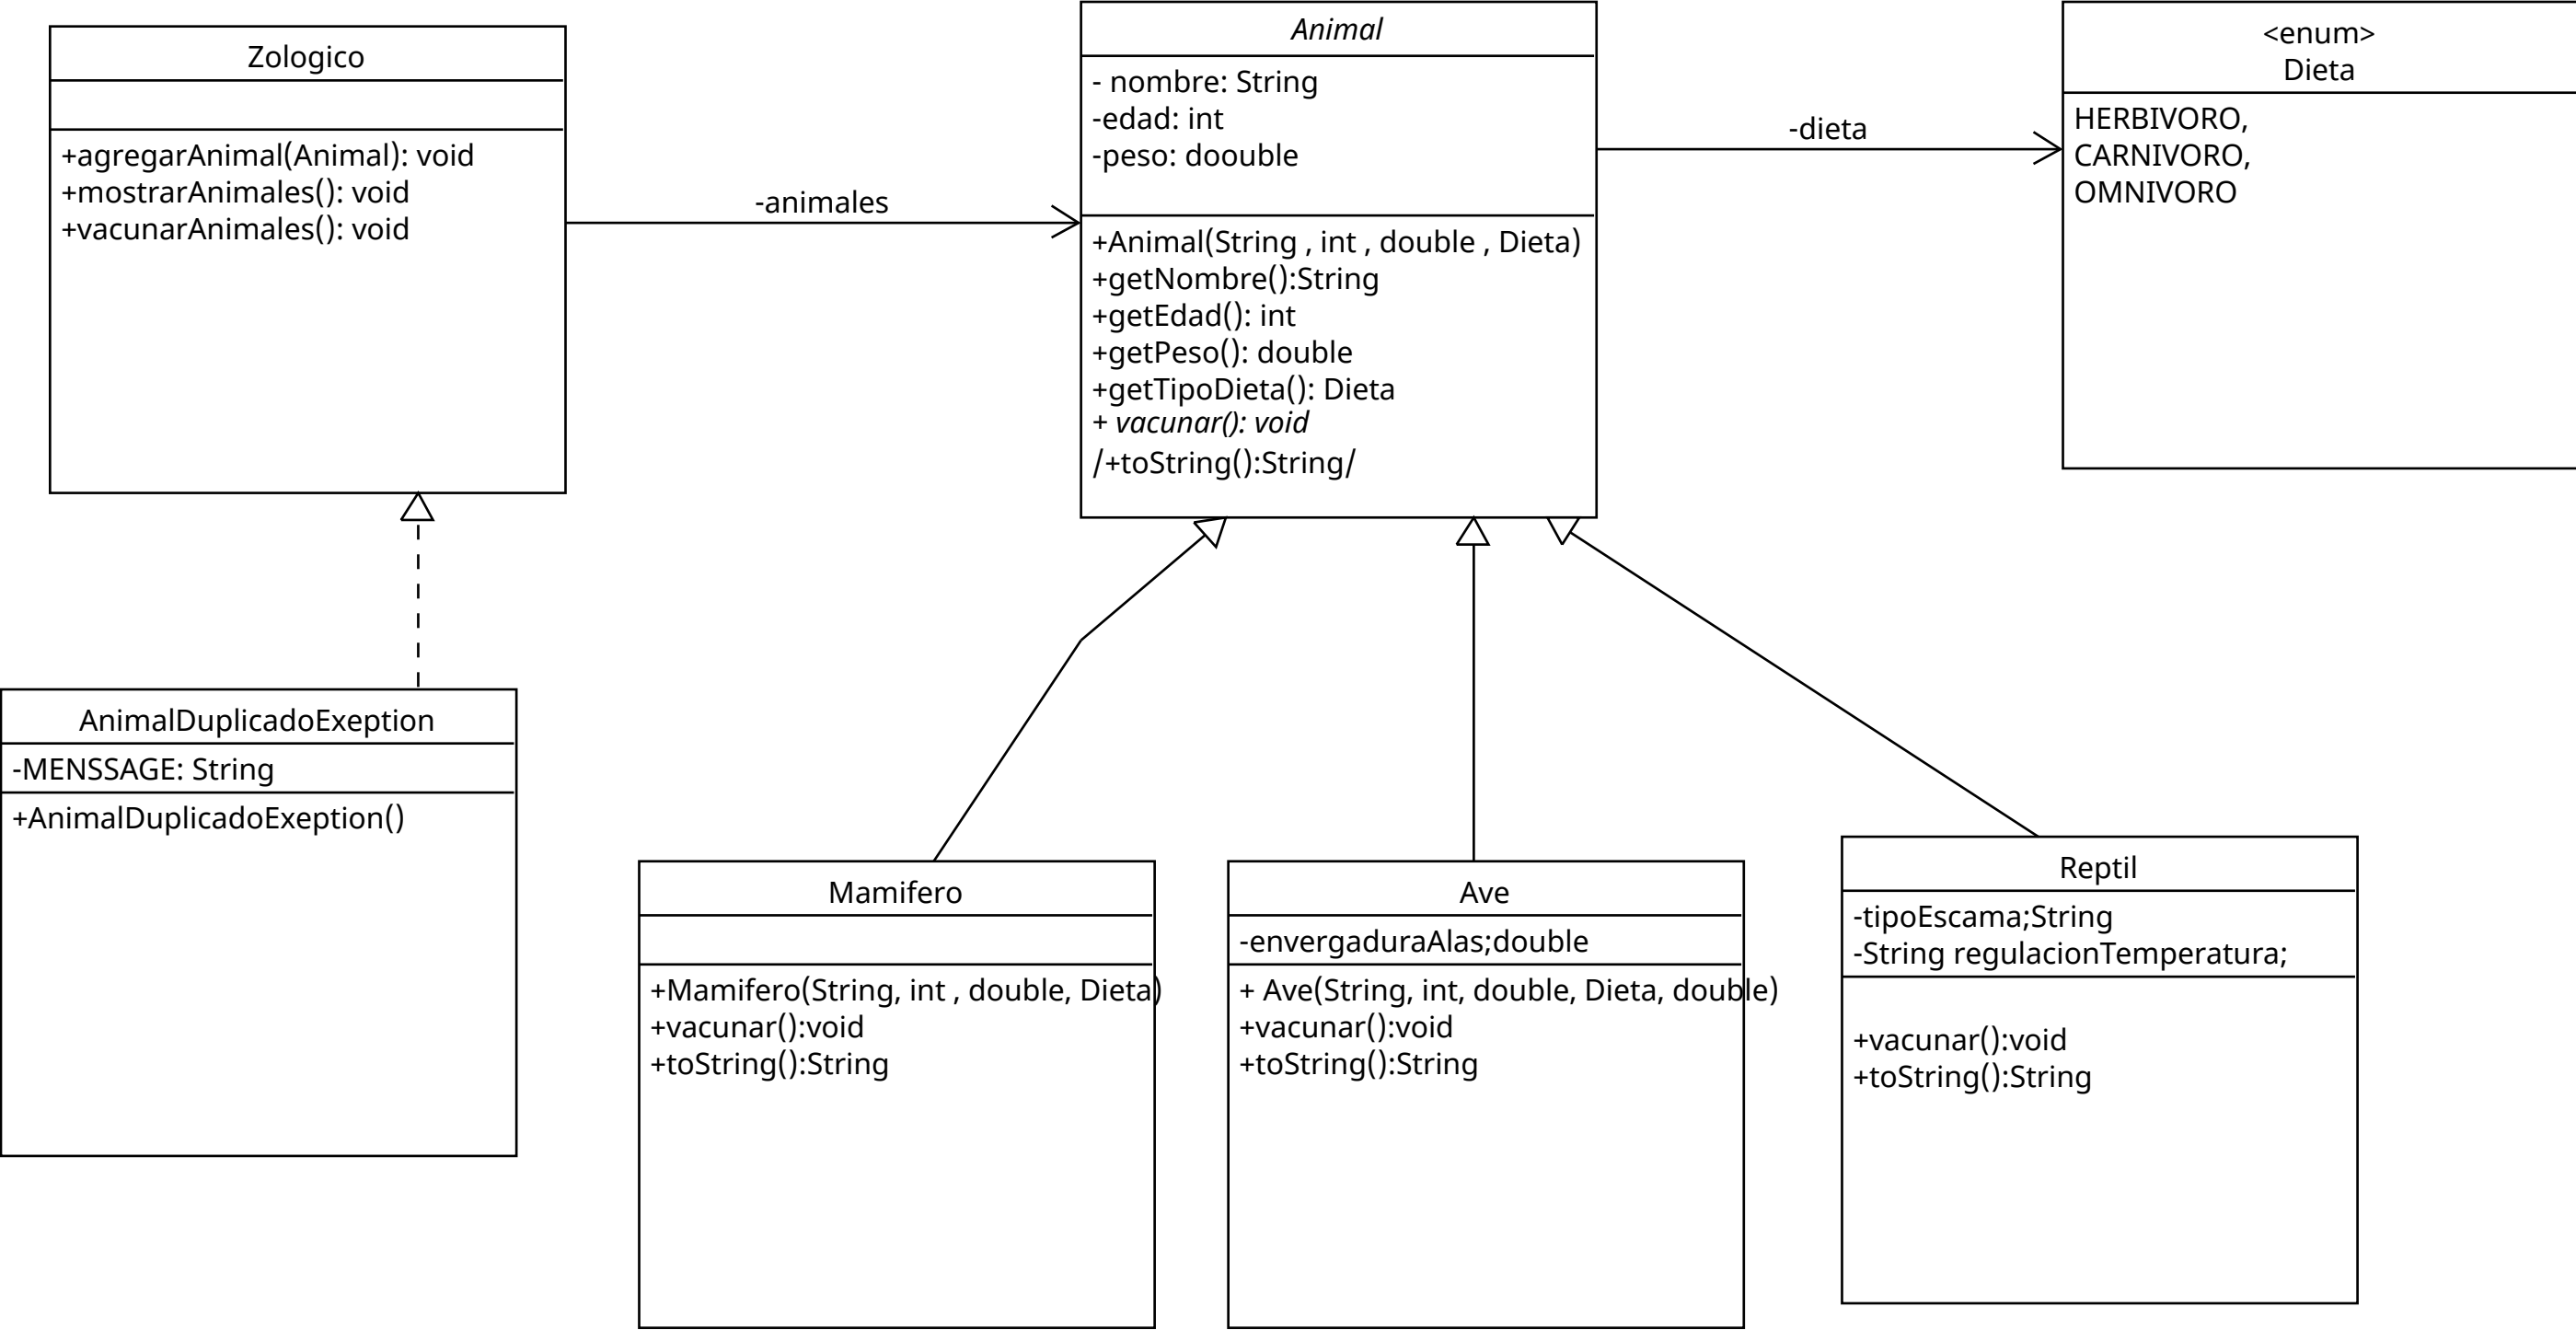 Zologico
+agregarAnimal(Animal): void
+mostrarAnimales(): void
+vacunarAnimales(): void
-animales
Animal
- nombre: String
-edad: int
-peso: doouble
+Animal(String , int , double , Dieta)
+getNombre():String
+getEdad(): int
+getPeso(): double
+getTipoDieta(): Dieta
+ vacunar(): void
/+toString():String/
-dieta
<enum>
Dieta
HERBIVORO,
CARNIVORO,
OMNIVORO
AnimalDuplicadoExeption
-MENSSAGE: String
+AnimalDuplicadoExeption()
Mamifero
+Mamifero(String, int , double, Dieta)
+vacunar():void
+toString():String
Ave
-envergaduraAlas;double
+ Ave(String, int, double, Dieta, double)
+vacunar():void
+toString():String
Reptil
-tipoEscama;String
-String regulacionTemperatura;
+vacunar():void
+toString():String